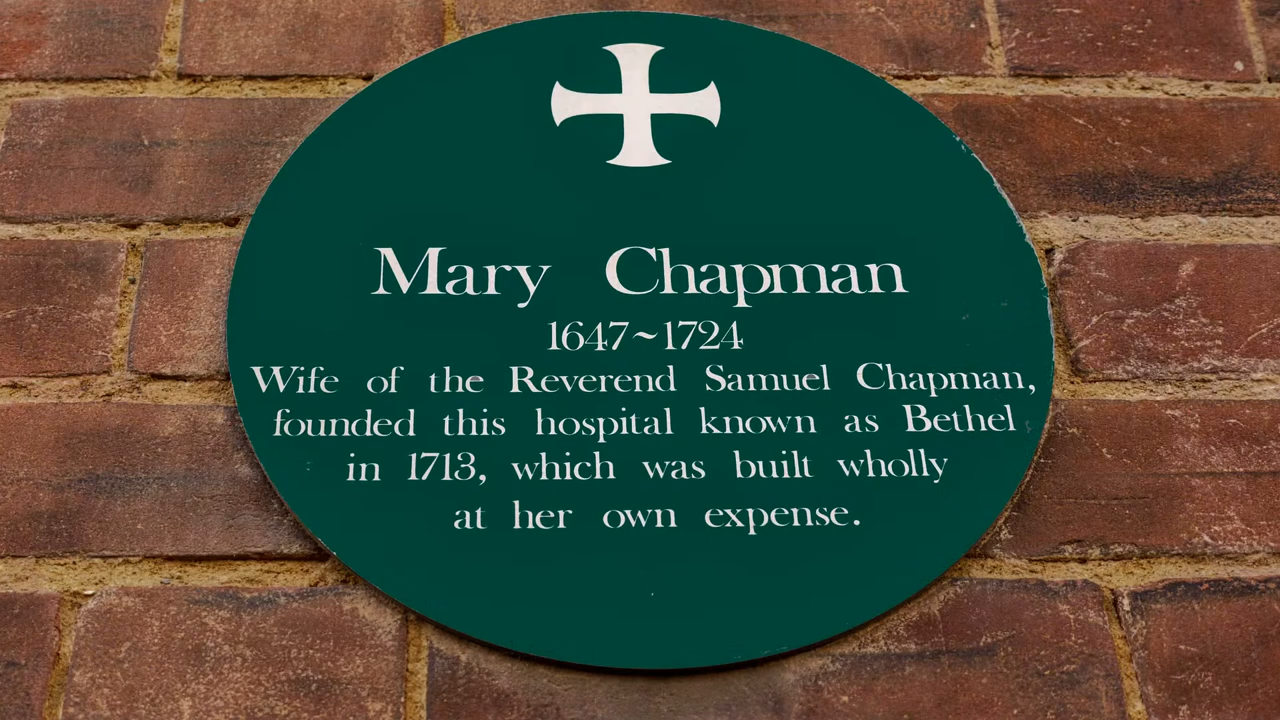 Mary Chapman
1647~1724
Wife of the Reverend Samuel Chapman,
founded this hospital known as Bethel
in 1713, which was built wholly
at her own expense.